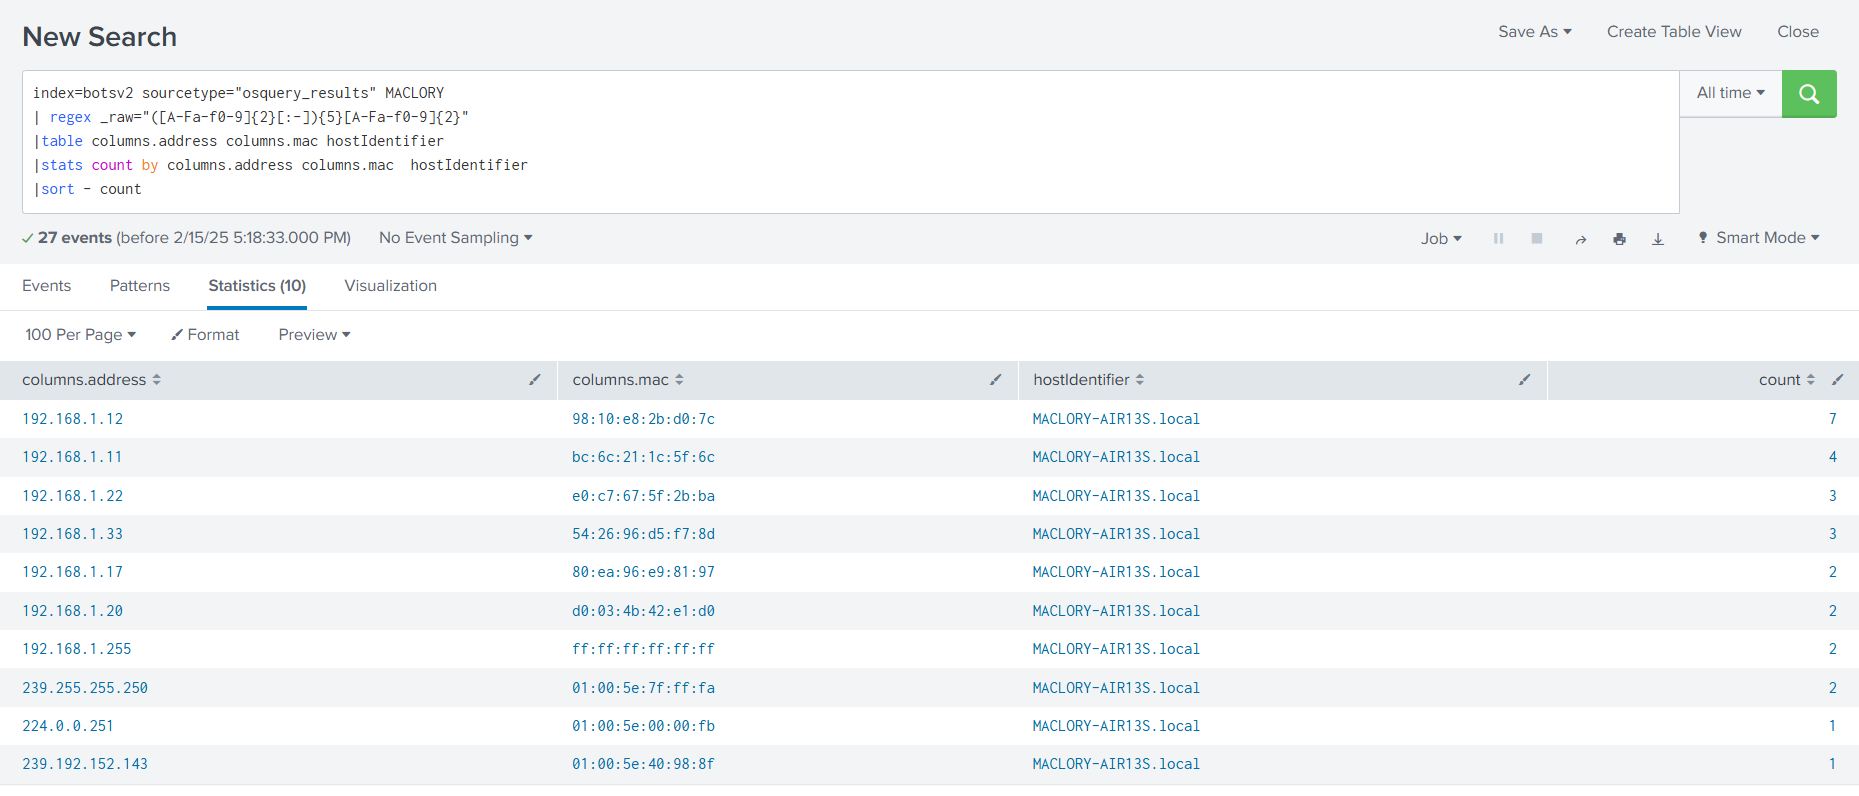 New Search
Save As Create Table View Close
index=botsv2 sourcetype="osquery_results" MACLORY
| regex _raw="([A-Fa-f0-9]{2}[:-]){5}[A-Fa-f0-9]{2}"
|table columns.address columns.mac hostIdentifier
|stats count by columns.address columns.mac  hostIdentifier
|sort - count
All time
27 events (before 2/15/25 5:18:33.000 PM) No Event Sampling
Job Smart Mode
Events Patterns Statistics (10) Visualization
100 Per Page Format Preview
columns.address columns.mac hostIdentifier count
192.168.1.12 98:10:e8:2b:d0:7c MACLORY-AIR13S.local 7
192.168.1.11 bc:6c:21:1c:5f:6c MACLORY-AIR13S.local 4
192.168.1.22 e0:c7:67:5f:2b:ba MACLORY-AIR13S.local 3
192.168.1.33 54:26:96:d5:f7:8d MACLORY-AIR13S.local 3
192.168.1.17 80:ea:96:e9:81:97 MACLORY-AIR13S.local 2
192.168.1.20 d0:03:4b:42:e1:d0 MACLORY-AIR13S.local 2
192.168.1.255 ff:ff:ff:ff:ff:ff MACLORY-AIR13S.local 2
239.255.255.250 01:00:5e:7f:ff:fa MACLORY-AIR13S.local 2
224.0.0.251 01:00:5e:00:00:fb MACLORY-AIR13S.local 1
239.192.152.143 01:00:5e:40:98:8f MACLORY-AIR13S.local 1